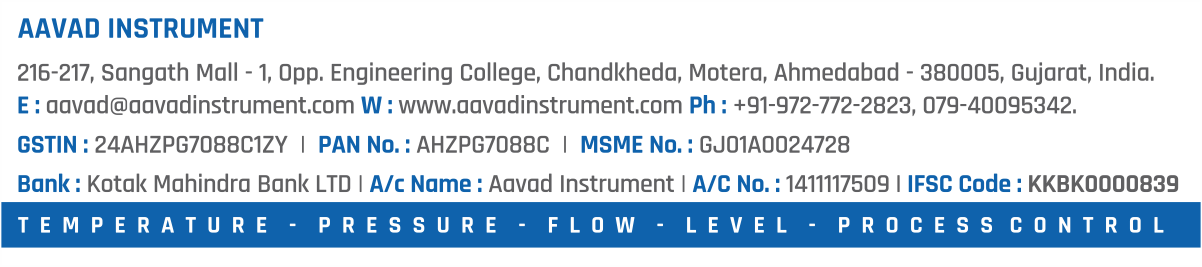 AAVAD INSTRUMENT
216-217, Sangath Mall - 1, Opp. Engineering College, Chandkheda, Motera, Ahmedabad - 380005, Gujarat, India.
E : aavad@aavadinstrument.com W : www.aavadinstrument.com Ph : +91-972-772-2823, 079-40095342.
GSTIN : 24AHZPG7088C1ZY | PAN No. : AHZPG7088C | MSME No. : GJ01A0024728
Bank : Kotak Mahindra Bank LTD | A/c Name : Aavad Instrument | A/C No. : 1411117509 | IFSC Code : KKBK0000839
TEMPERATURE - PRESSURE - FLOW - LEVEL - PROCESS CONTROL